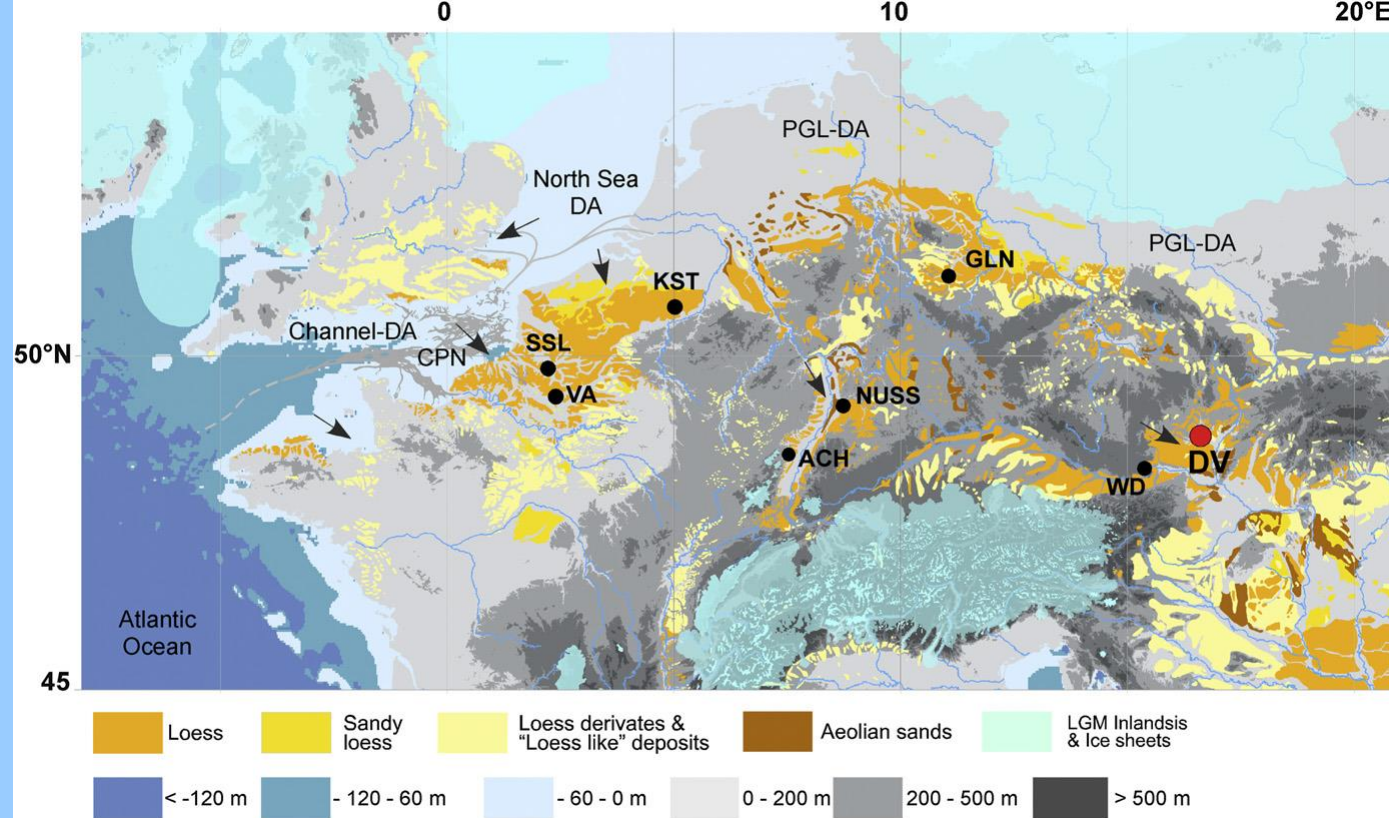 0 10 20°E
PGL-DA
North Sea
DA
PGL-DA
GLN
KST
Channel-DA
SSL
50°N
CPN
VA
NUSS
ACH
DV
WD
Atlantic
Ocean
45
Loess
Sandy
loess
Loess derivates &
“Loess like” deposits
Aeolian sands
LGM Inlandsis
& Ice sheets
< -120 m
- 120 - 60 m
- 60 - 0 m
0 - 200 m
200 - 500 m
> 500 m